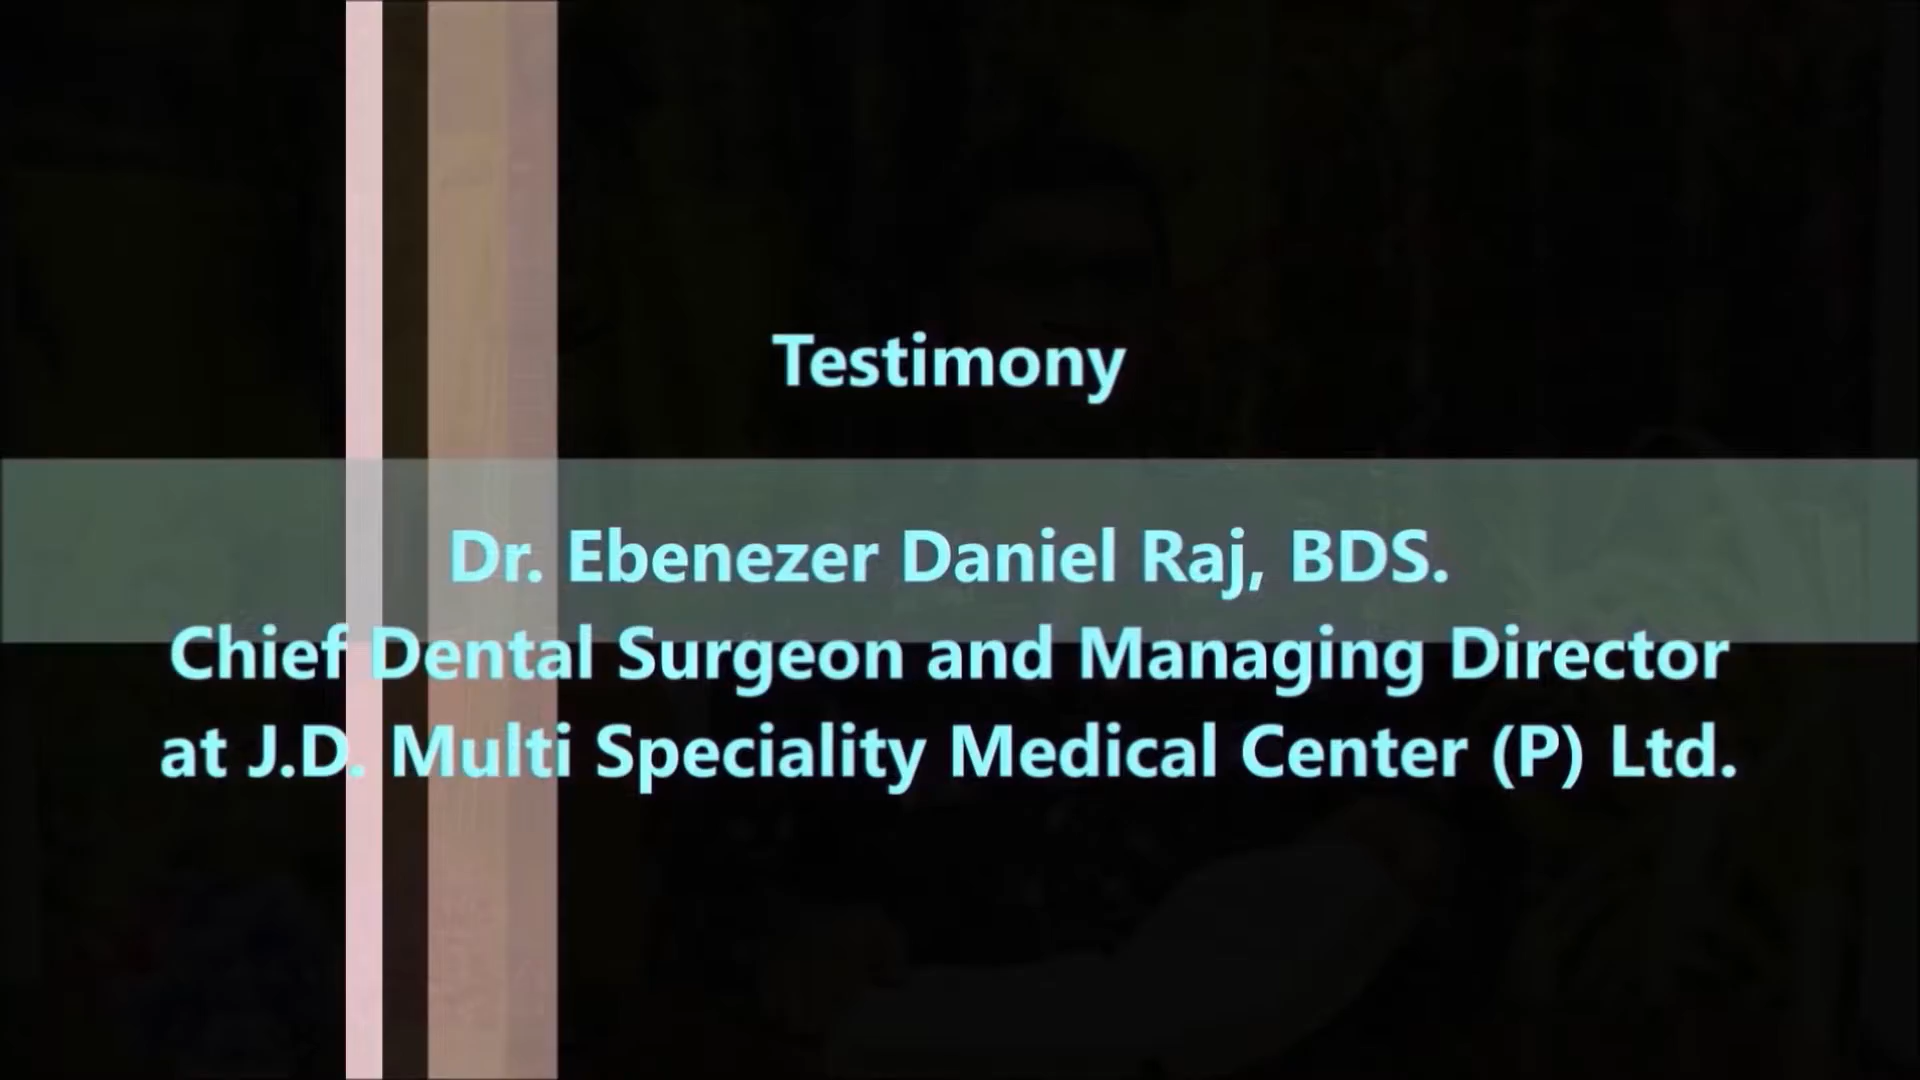 Testimony
Dr. Ebenezer Daniel Raj, BDS.
Chief Dental Surgeon and Managing Director
at J.D. Multi Speciality Medical Center (P) Ltd.